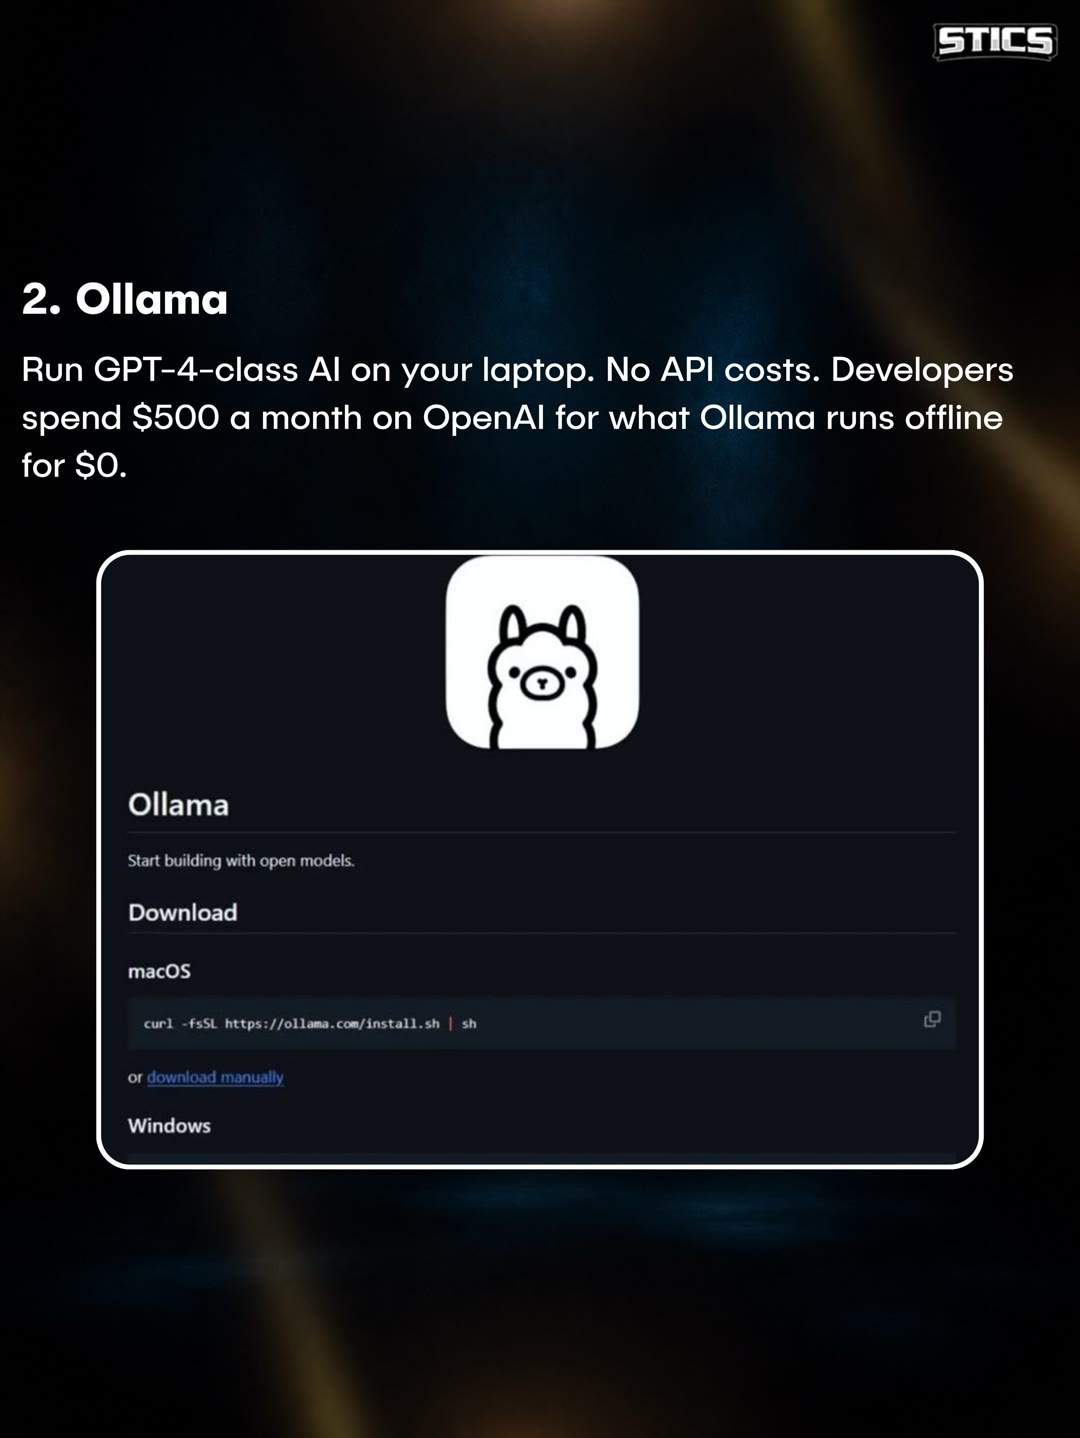 STICS
2. Ollama
Run GPT-4-class AI on your laptop. No API costs. Developers
spend $500 a month on OpenAI for what Ollama runs offline
for $0.
Ollama
Start building with open models.
Download
macOS
curl -fsSL https://ollama.com/install.sh | sh
or download manually
Windows